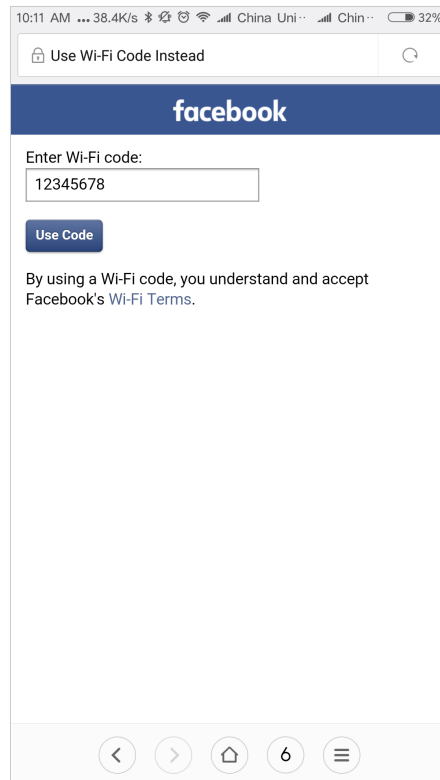 10:11 AM ... 38.4K/s China Uni·· Chin·· 32%
Use Wi-Fi Code Instead
facebook
Enter Wi-Fi code:
12345678
Use Code
By using a Wi-Fi code, you understand and accept
Facebook's Wi-Fi Terms.
6